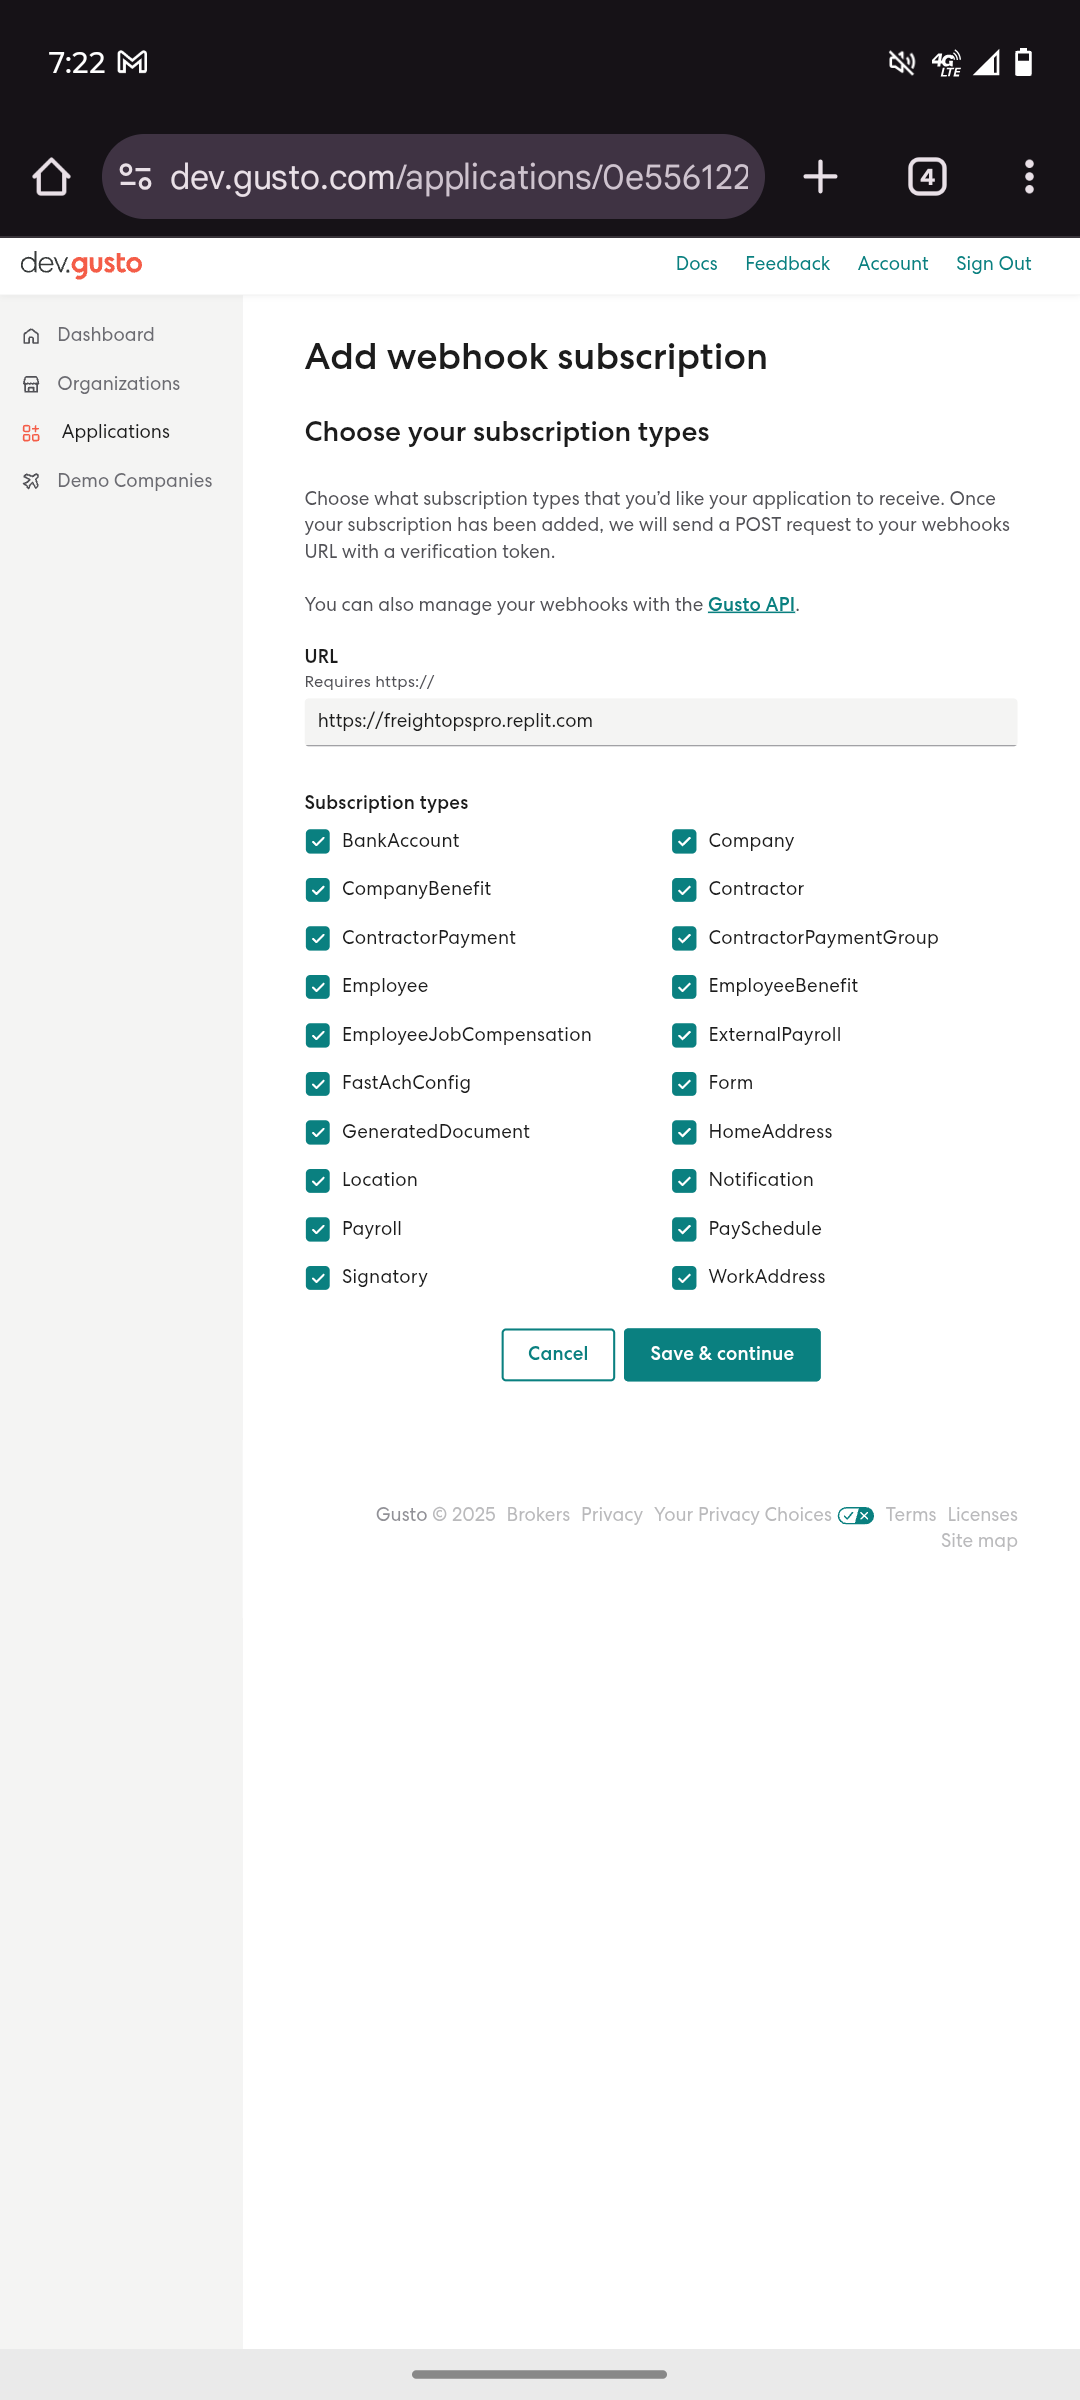 7:22
4G LTE
dev.gusto.com/applications/0e556122
4
dev.gusto
Docs Feedback Account Sign Out
Dashboard
Organizations
Applications
Demo Companies
Add webhook subscription
Choose your subscription types
Choose what subscription types that you’d like your application to receive. Once
your subscription has been added, we will send a POST request to your webhooks
URL with a verification token.
You can also manage your webhooks with the Gusto API.
URL
Requires https://
https://freightopspro.replit.com
Subscription types
BankAccount Company
CompanyBenefit Contractor
ContractorPayment ContractorPaymentGroup
Employee EmployeeBenefit
EmployeeJobCompensation ExternalPayroll
FastAchConfig Form
GeneratedDocument HomeAddress
Location Notification
Payroll PaySchedule
Signatory WorkAddress
Cancel Save & continue
Gusto © 2025 Brokers Privacy Your Privacy Choices Terms Licenses
Site map